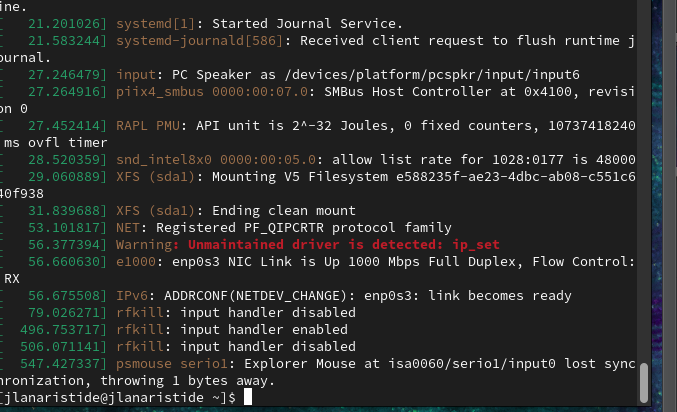 ine.
[   21.201026] systemd[1]: Started Journal Service.
[   21.583244] systemd-journald[586]: Received client request to flush runtime j
ournal.
[   27.246479] input: PC Speaker as /devices/platform/pcspkr/input/input6
[   27.264916] piix4_smbus 0000:00:07.0: SMBus Host Controller at 0x4100, revisi
on 0
[   27.452414] RAPL PMU: API unit is 2^-32 Joules, 0 fixed counters, 10737418240
 ms ovfl timer
[   28.520359] snd_intel8x0 0000:00:05.0: allow list rate for 1028:0177 is 48000
[   29.060889] XFS (sda1): Mounting V5 Filesystem e588235f-ae23-4dbc-ab08-c551c6
40f938
[   31.839688] XFS (sda1): Ending clean mount
[   53.101817] NET: Registered PF_QIPCRTR protocol family
[   56.377394] Warning: Unmaintained driver is detected: ip_set
[   56.660630] e1000: enp0s3 NIC Link is Up 1000 Mbps Full Duplex, Flow Control:
 RX
[   56.675508] IPv6: ADDRCONF(NETDEV_CHANGE): enp0s3: link becomes ready
[   79.026271] rfkill: input handler disabled
[  496.753717] rfkill: input handler enabled
[  506.071141] rfkill: input handler disabled
[  547.427337] psmouse serio1: Explorer Mouse at isa0060/serio1/input0 lost sync
hronization, throwing 1 bytes away.
[jlanaristide@jlanaristide ~]$